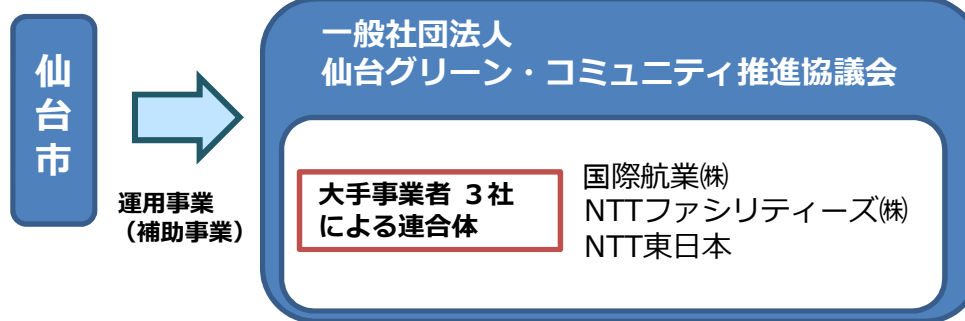 仙台市
運用事業
（補助事業）
一般社団法人
仙台グリーン・コミュニティ推進協議会
大手事業者 ３社
による連合体
国際航業㈱
NTTファシリティーズ㈱
NTT東日本